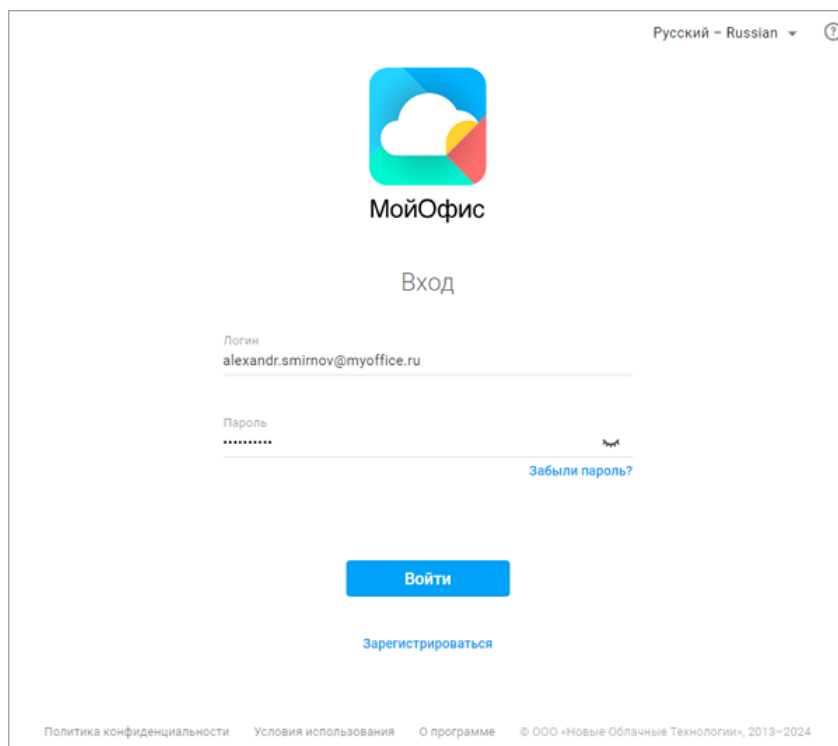 Русский – Russian
МойОфис
Вход
Логин
alexandr.smirnov@myoffice.ru
Пароль
••••••••••
Забыли пароль?
Войти
Зарегистрироваться
Политика конфиденциальности Условия использования О программе © ООО «Новые Облачные Технологии», 2013–2024